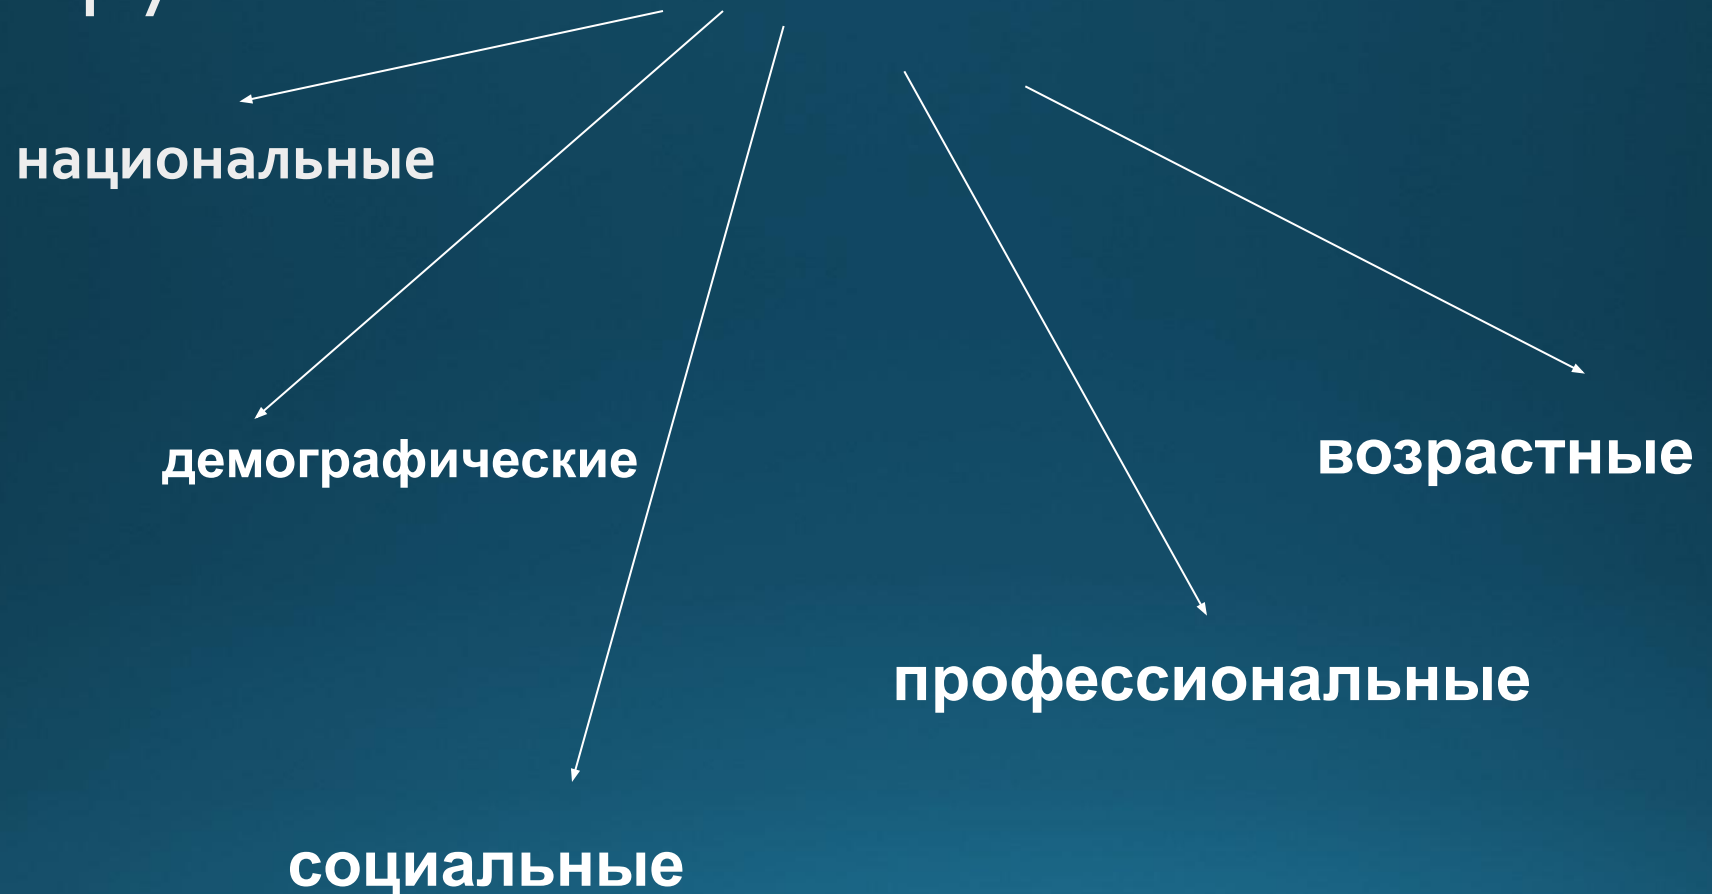 национальные
демографические
возрастные
профессиональные
социальные